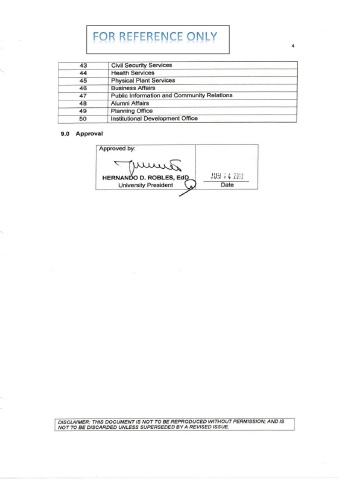 FOR REFERENCE ONLY
4
43 Civil Security Services
44 Health Services
45 Physical Plant Services
46 Business Affairs
47 Public Information and Community Relations
48 Alumni Affairs
49 Planning Office
50 Institutional Development Office
9.0 Approval
Approved by:
HERNANDO D. ROBLES, EdD
University President
Date
DISCLAIMER: THIS DOCUMENT IS NOT TO BE REPRODUCED WITHOUT PERMISSION; AND IS
NOT TO BE DISCARDED UNLESS SUPERSEDED BY A REVISED ISSUE.